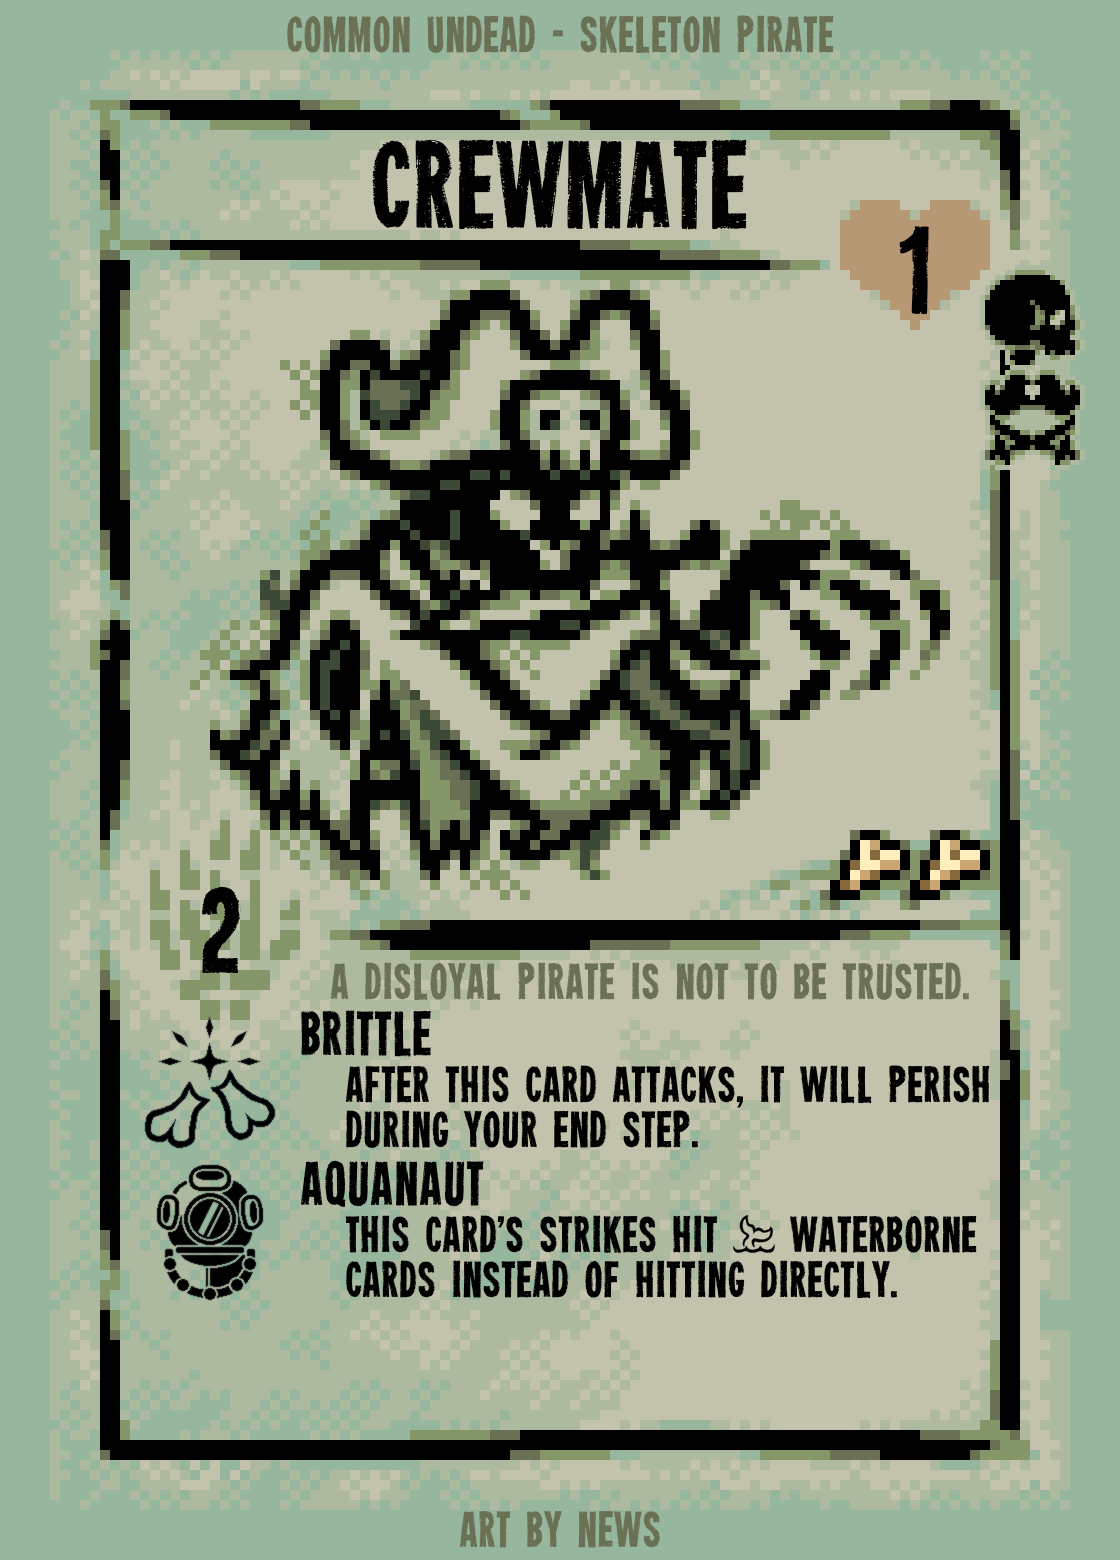 COMMON UNDEAD - SKELETON PIRATE
CREWMATE
1
2
A DISLOYAL PIRATE IS NOT TO BE TRUSTED.
BRITTLE
AFTER THIS CARD ATTACKS, IT WILL PERISH
DURING YOUR END STEP.
AQUANAUT
THIS CARD'S STRIKES HIT WATERBORNE
CARDS INSTEAD OF HITTING DIRECTLY.
ART BY NEWS